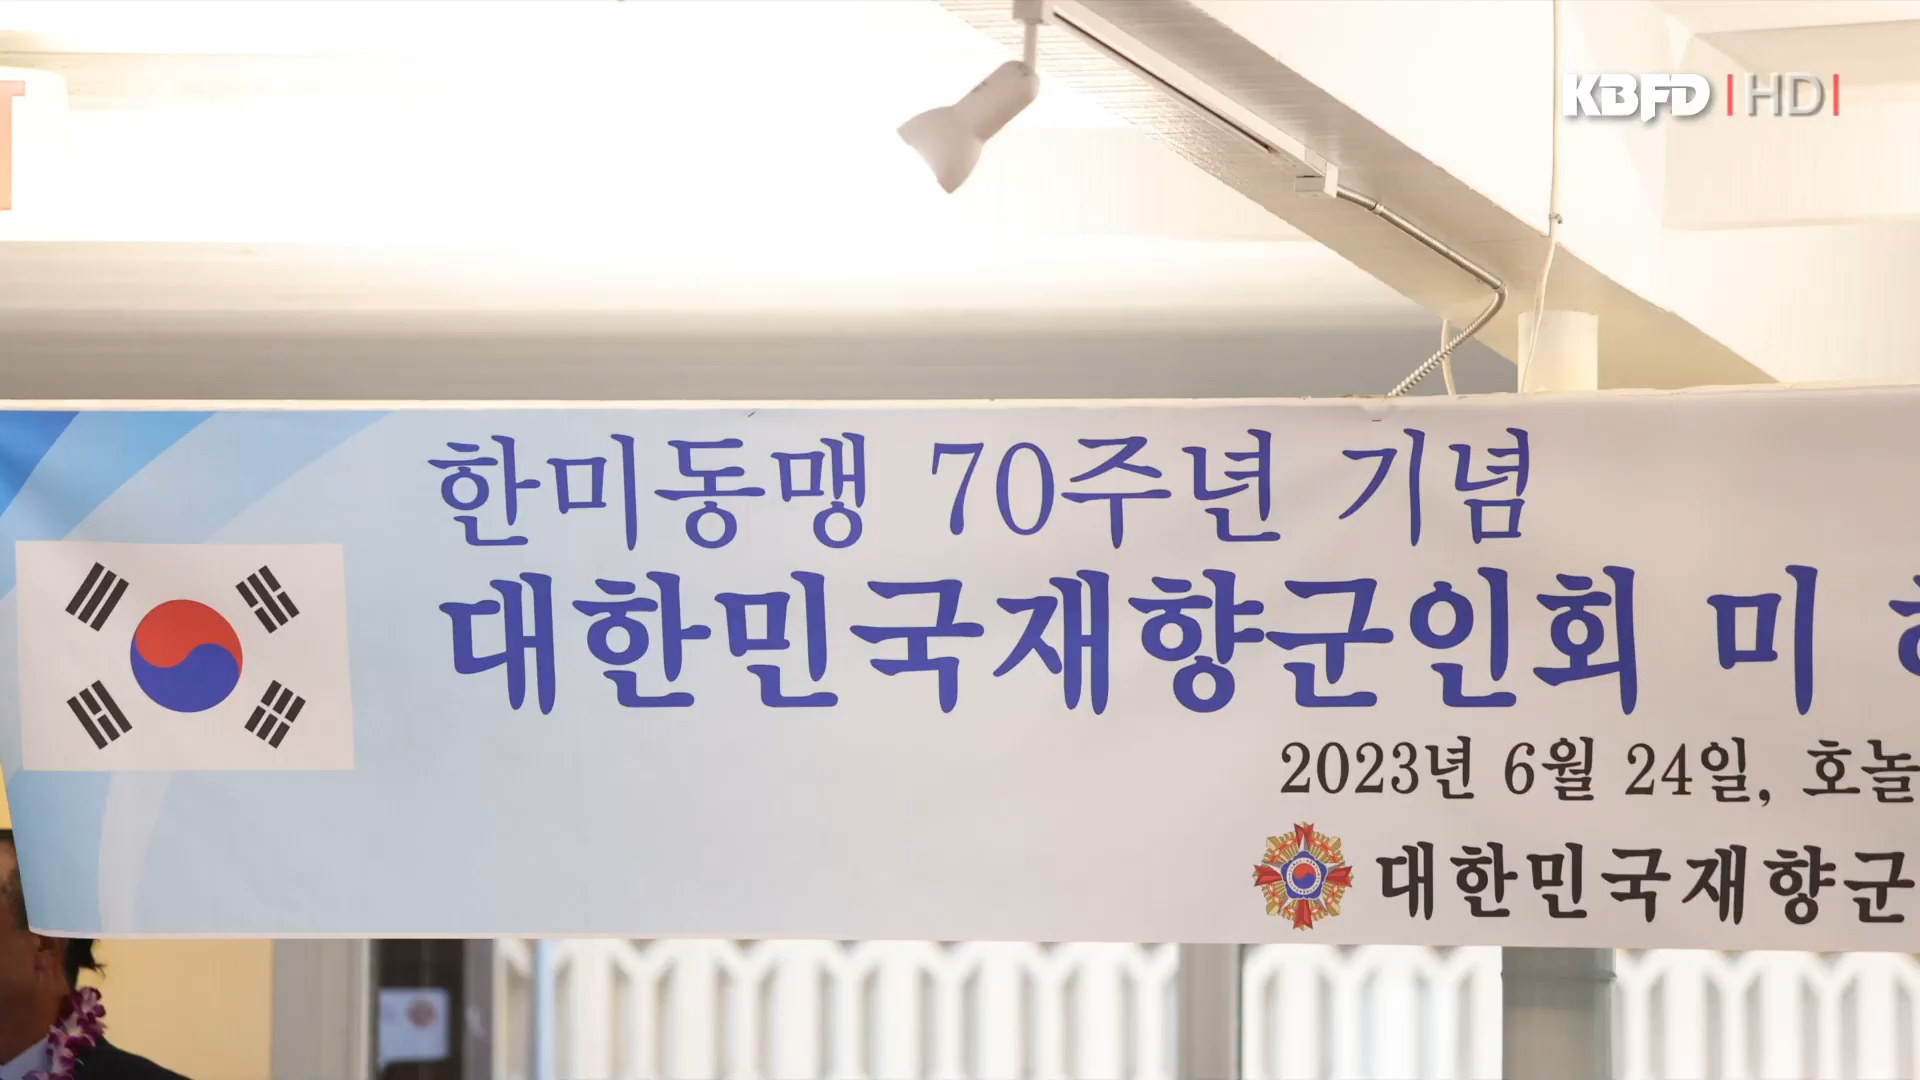 KBFD HD
한미동맹 70주년 기념
대한민국재향군인회 미
2023년 6월 24일, 호놀
대한민국재향군